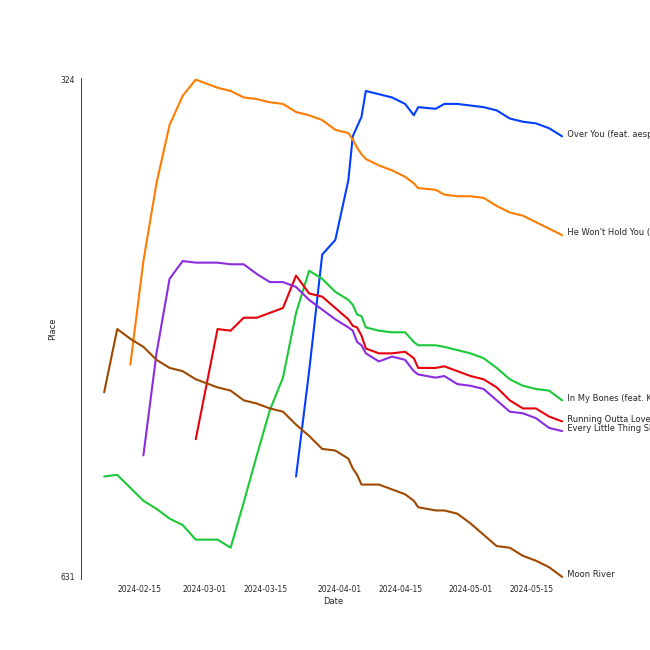 324
Over You (feat.
He Won't Hold You (
Place
In My Bones (feat.
Running Outta Love
Every Little Thing
Moon River
631
2024-02-15 2024-03-01 2024-03-15 2024-04-01 2024-04-15 2024-05-01 2024-05-15
Date